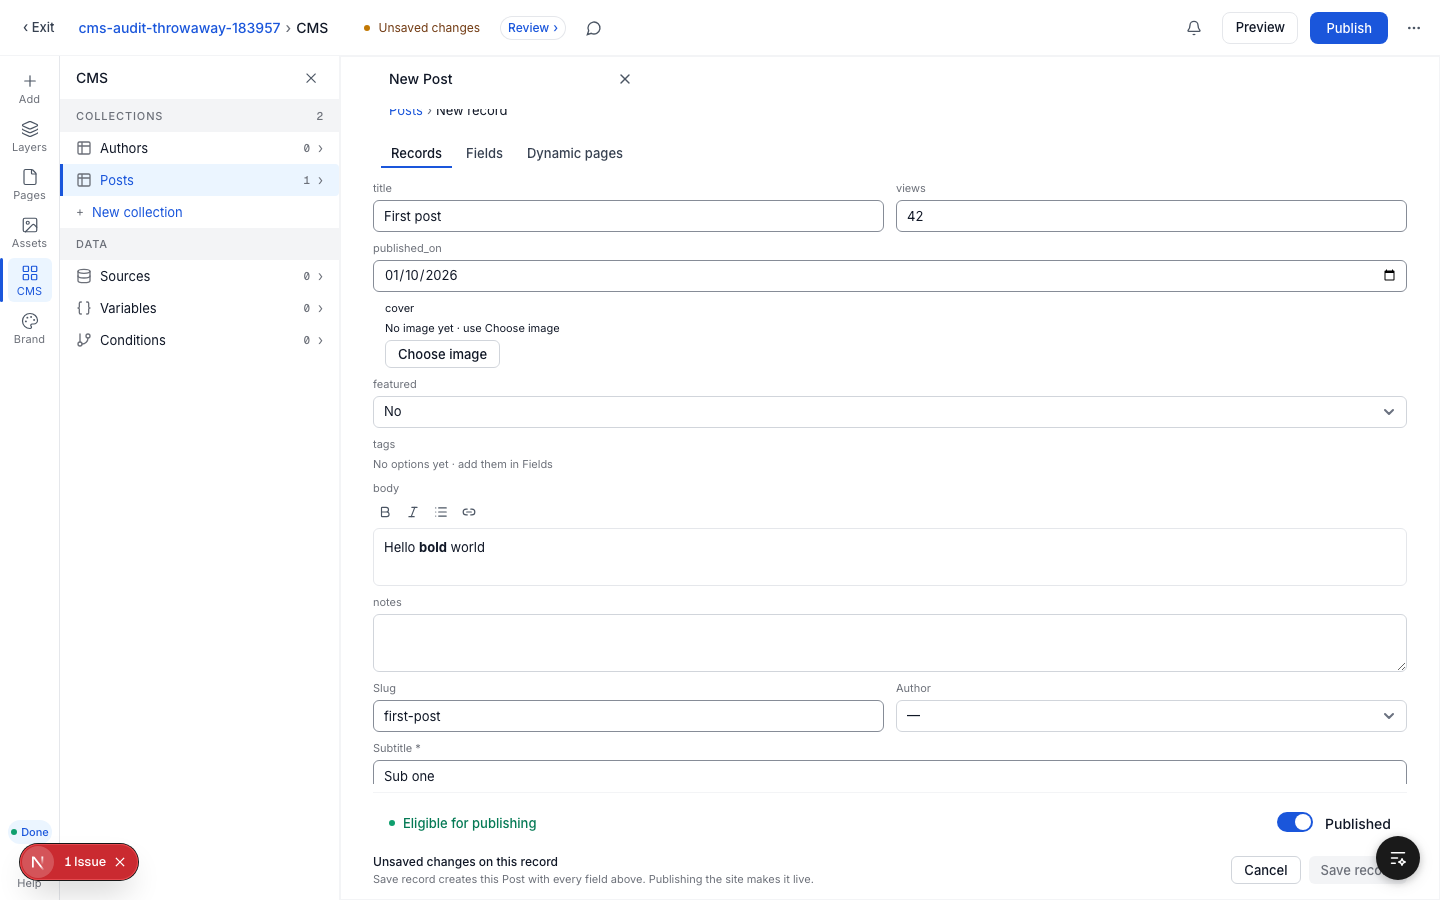 ‹ Exit
cms-audit-throwaway-183957 › CMS
Unsaved changes
Review ›
Preview
Publish
Add
Layers
Pages
Assets
CMS
Brand
Done
1 Issue
Help
CMS
COLLECTIONS 2
Authors 0 ›
Posts 1 ›
+ New collection
DATA
Sources 0 ›
Variables 0 ›
Conditions 0 ›
New Post
Posts › New record
Records Fields Dynamic pages
title views
First post 42
published_on
01/10/2026
cover
No image yet · use Choose image
Choose image
featured
No
tags
No options yet · add them in Fields
body
Hello bold world
notes
Slug Author
first-post —
Subtitle *
Sub one
Eligible for publishing
Published
Unsaved changes on this record
Save record creates this Post with every field above. Publishing the site makes it live.
Cancel
Save reco